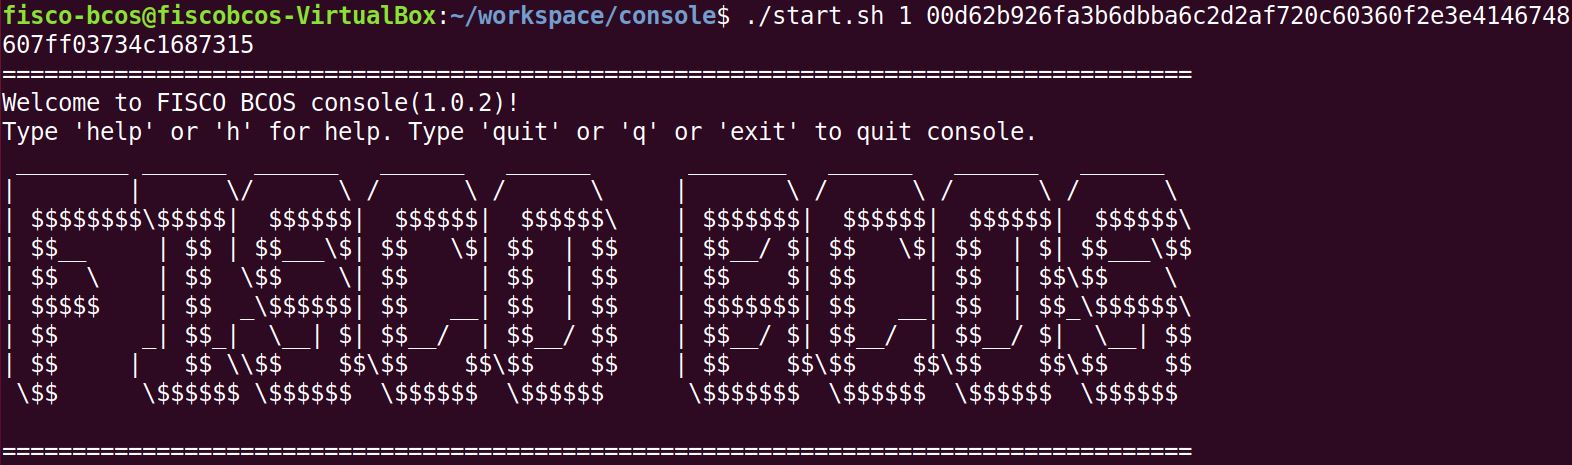 fisco-bcos@fiscobcos-VirtualBox:~/workspace/console$ ./start.sh 1 00d62b926fa3b6dbba6c2d2af720c60360f2e3e4146748
607ff03734c1687315
=====================================================================================
Welcome to FISCO BCOS console(1.0.2)!
Type 'help' or 'h' for help. Type 'quit' or 'q' or 'exit' to quit console.
 ________ ______  ______   ______   ______       _______   ______   ______   ______  
|        |      \/      \ /      \ /      \     |       \ /      \ /      \ /      \ 
| $$$$$$$$\$$$$$|  $$$$$$|  $$$$$$|  $$$$$$\    | $$$$$$$|  $$$$$$|  $$$$$$|  $$$$$$\
| $$__     | $$ | $$___\$| $$   \$| $$  | $$    | $$__/ $| $$   \$| $$  | $| $$___\$$
| $$  \    | $$  \$$    \| $$     | $$  | $$    | $$    $| $$     | $$  | $$\$$    \ 
| $$$$$    | $$  _\$$$$$$| $$   __| $$  | $$    | $$$$$$$| $$   __| $$  | $$_\$$$$$$\
| $$      _| $$_|  \__| $| $$__/  | $$__/ $$    | $$__/ $| $$__/  | $$__/ $|  \__| $$
| $$     |   $$ \\$$    $$\$$    $$\$$    $$    | $$    $$\$$    $$\$$    $$\$$    $$
 \$$      \$$$$$$ \$$$$$$  \$$$$$$  \$$$$$$      \$$$$$$$  \$$$$$$  \$$$$$$  \$$$$$$ 
=====================================================================================